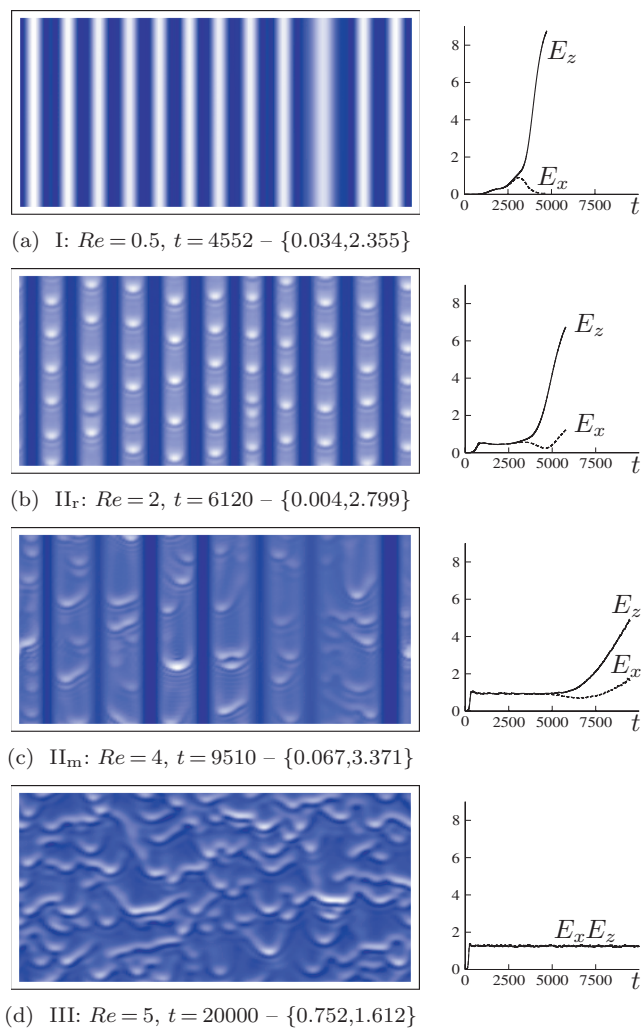 8
6
4
2
0
E_z
E_x
0 2500 5000 7500 t
(a) I: Re = 0.5, t = 4552 – {0.034,2.355}
8
6
4
2
0
E_z
E_x
0 2500 5000 7500 t
(b) II_r: Re = 2, t = 6120 – {0.004,2.799}
8
6
4
2
0
E_z
E_x
0 2500 5000 7500 t
(c) II_m: Re = 4, t = 9510 – {0.067,3.371}
8
6
4
2
0
E_xE_z
0 2500 5000 7500 t
(d) III: Re = 5, t = 20000 – {0.752,1.612}